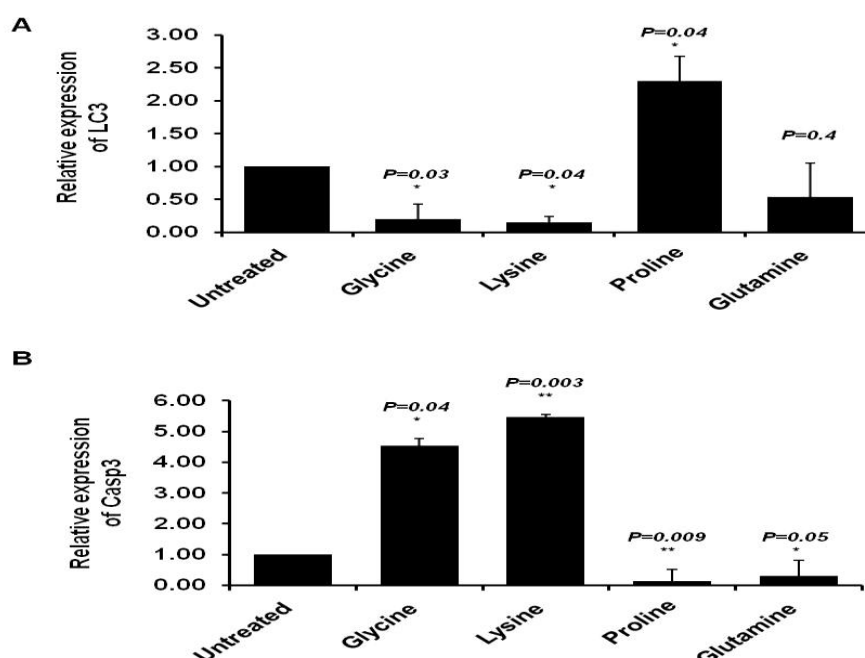 A
Relative expression
of LC3
3.00
2.50
2.00
1.50
1.00
0.50
0.00
P=0.03
*
P=0.04
*
P=0.04
*
P=0.4
Untreated
Glycine
Lysine
Proline
Glutamine
B
Relative expression
of Casp3
6.00
5.00
4.00
3.00
2.00
1.00
0.00
P=0.04
*
P=0.003
**
P=0.009
**
P=0.05
*
Untreated
Glycine
Lysine
Proline
Glutamine